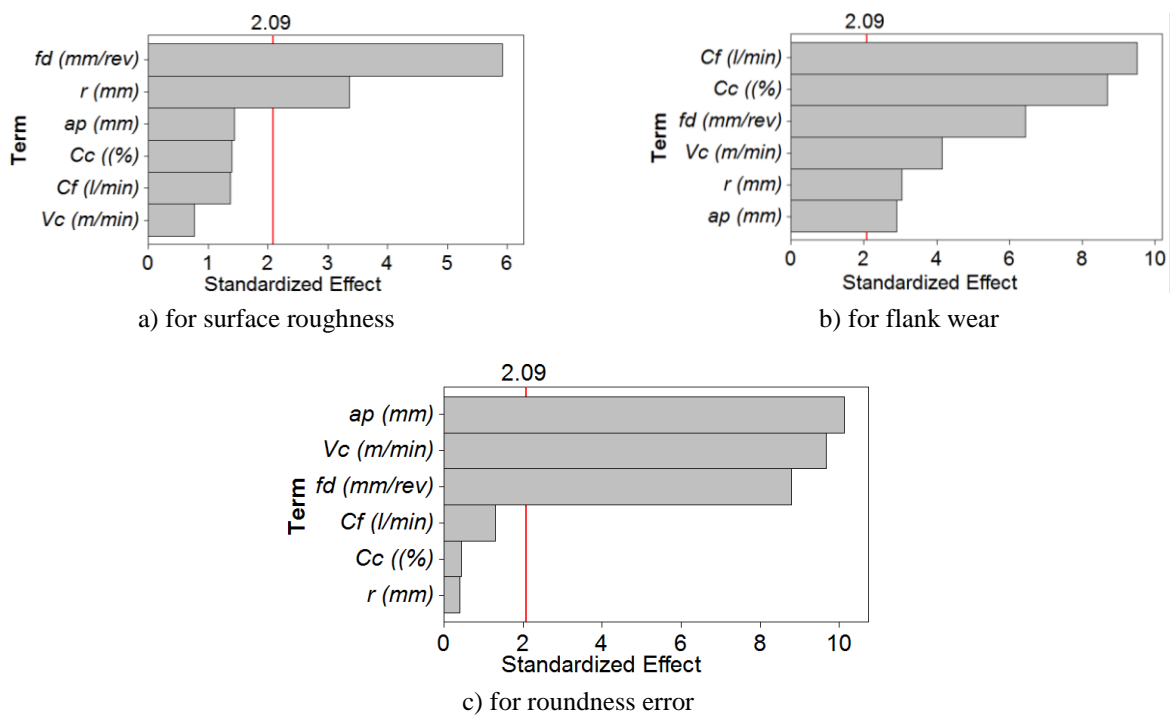 2.09
fd (mm/rev)
r (mm)
ap (mm)
Cc ((%)
Cf (l/min)
Vc (m/min)
Term
0 1 2 3 4 5 6
Standardized Effect
a) for surface roughness
2.09
Cf (l/min)
Cc ((%)
fd (mm/rev)
Vc (m/min)
r (mm)
ap (mm)
Term
0 2 4 6 8 10
Standardized Effect
b) for flank wear
2.09
ap (mm)
Vc (m/min)
fd (mm/rev)
Cf (l/min)
Cc ((%)
r (mm)
Term
0 2 4 6 8 10
Standardized Effect
c) for roundness error